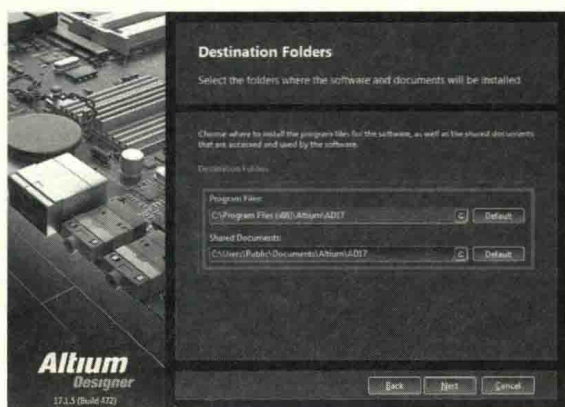 Destination Folders
Select the folders where the software and documents will be installed.
Choose where to install the program files for the software, as well as the shared documents
that are accessed and used by the software.
Destination Folders
Program Files:
C:\Program Files (x86)\Altium\AD17
C
Default
Shared Documents:
C:\Users\Public\Documents\Altium\AD17
C
Default
Altium
Designer
17.1.5 (Build 472)
Back
Next
Cancel